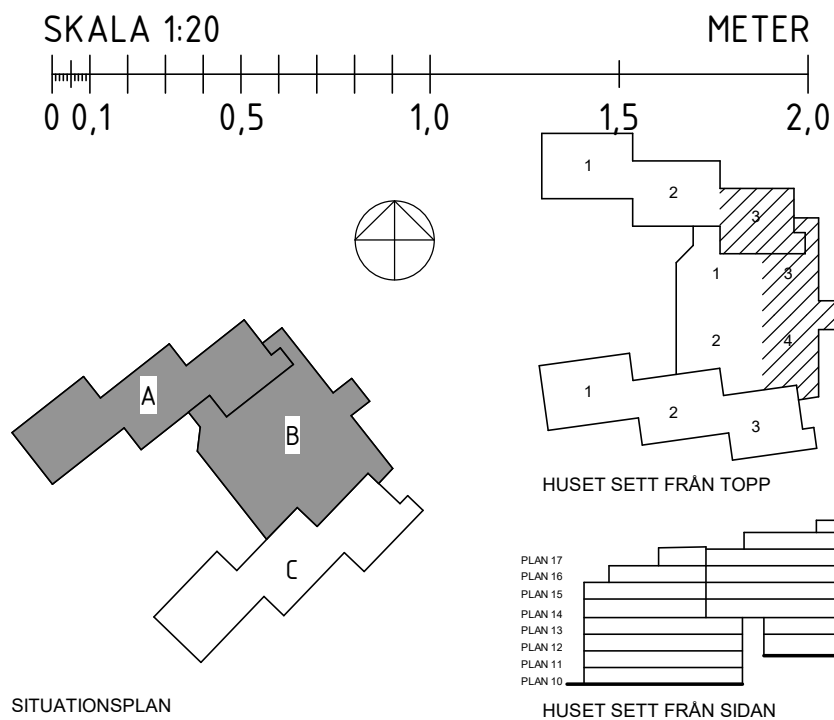 SKALA 1:20 METER
0 0,1 0,5 1,0 1,5 2,0
1
2
3
1 3
2 4
1
2
3
HUSET SETT FRÅN TOPP
A
B
C
SITUATIONSPLAN
PLAN 17
PLAN 16
PLAN 15
PLAN 14
PLAN 13
PLAN 12
PLAN 11
PLAN 10
HUSET SETT FRÅN SIDAN